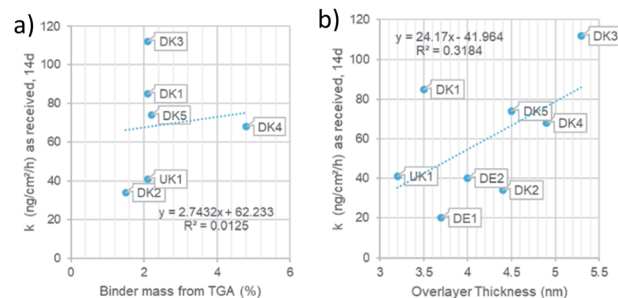 a)
k (ng/cm²/h) as received, 14d
120
100
80
60
40
20
0
DK3
DK1
DK5
DK4
UK1
DK2
y = 2.7432x + 62.233
R² = 0.0125
0 2 4 6
Binder mass from TGA (%)
b)
k (ng/cm²/h) as received, 14d
120
100
80
60
40
20
0
y = 24.17x - 41.964
R² = 0.3184
DK3
DK1
DK5
DK4
UK1
DE2
DK2
DE1
3 3.5 4 4.5 5 5.5
Overlayer Thickness (nm)